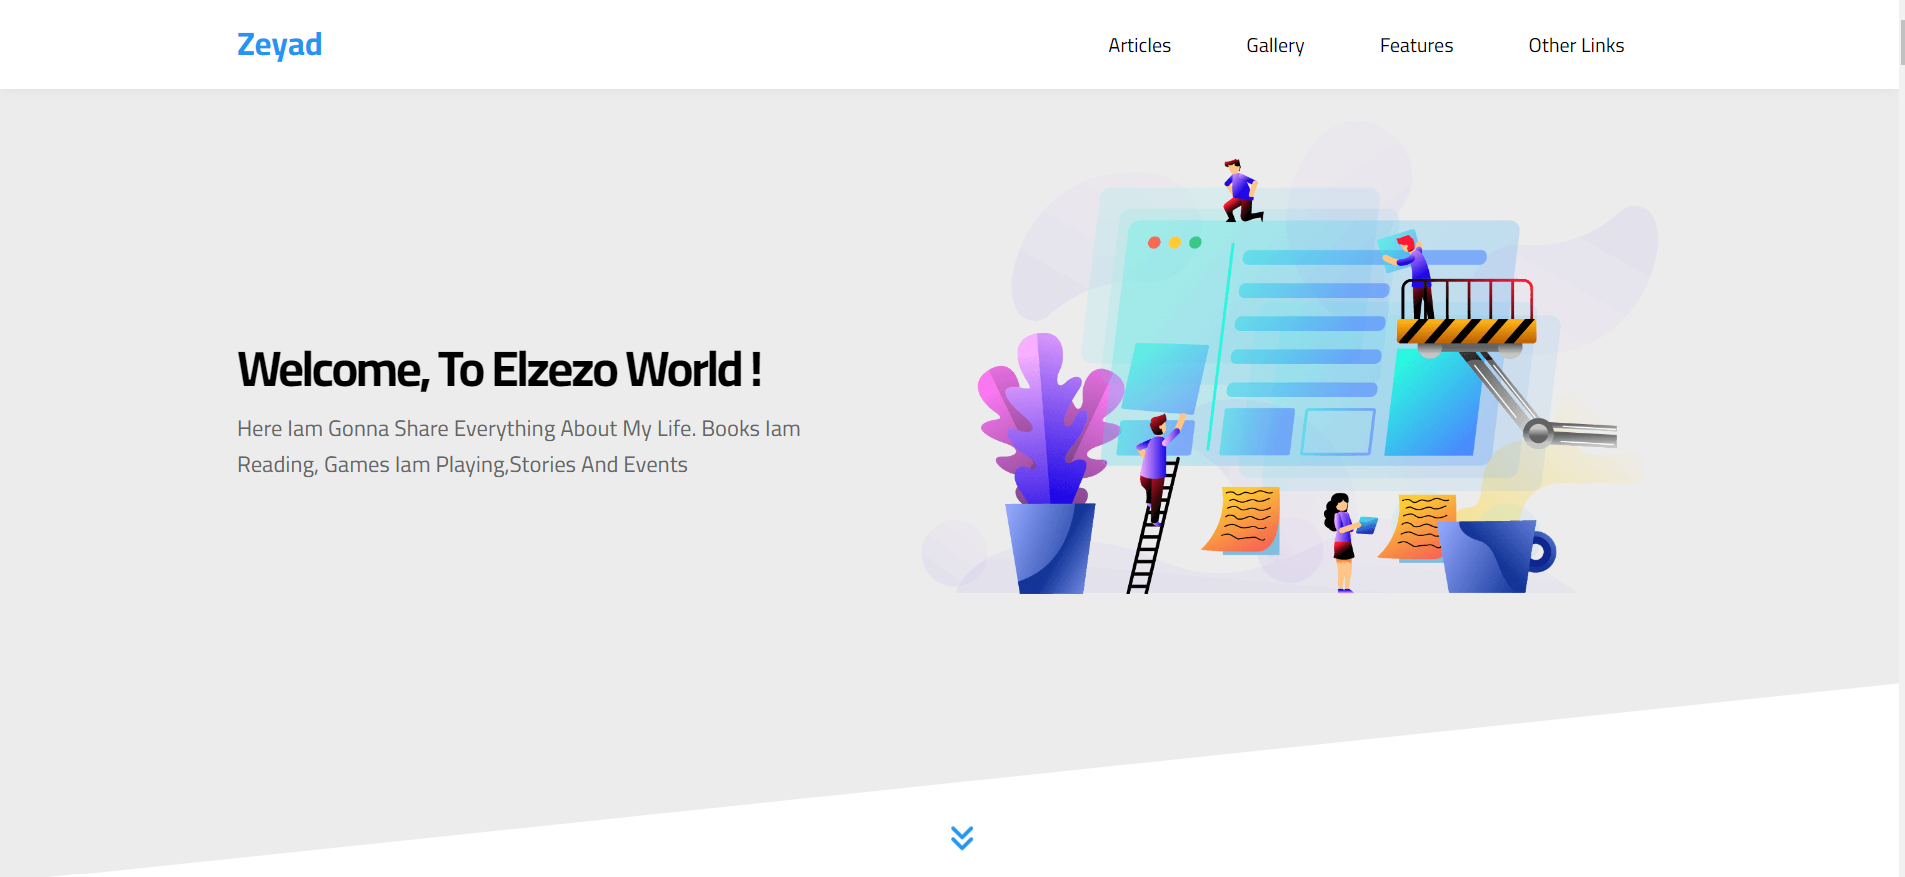 Zeyad
Articles
Gallery
Features
Other Links
Welcome, To Elzezo World !
Here Iam Gonna Share Everything About My Life. Books Iam
Reading, Games Iam Playing,Stories And Events